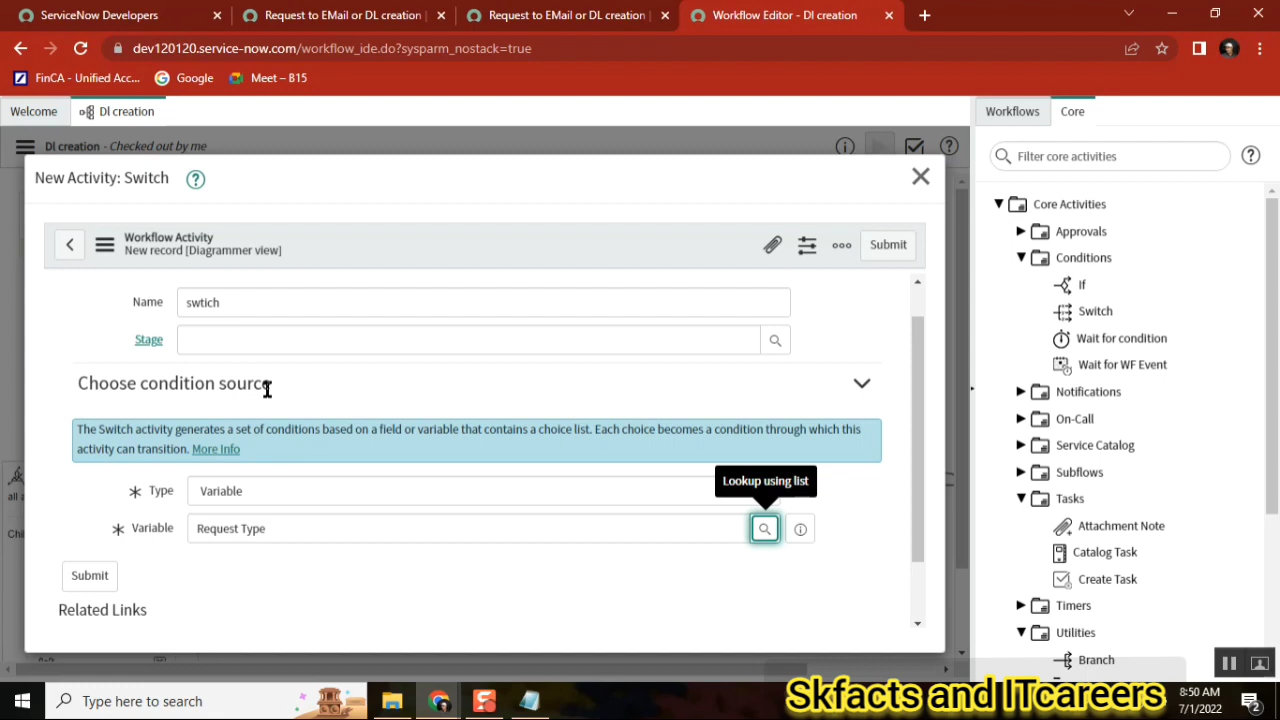 ServiceNow Developers
Request to EMail or DL creation
Request to EMail or DL creation
Workflow Editor - Dl creation
dev120120.service-now.com/workflow_ide.do?sysparm_nostack=true
FinCA - Unified Acc...
Google
Meet – B15
Welcome
Dl creation
Workflows
Core
Dl creation - Checked out by me
Filter core activities
New Activity: Switch
Workflow Activity
New record [Diagrammer view]
Submit
Name
swtich
Stage
Choose condition source
The Switch activity generates a set of conditions based on a field or variable that contains a choice list. Each choice becomes a condition through which this
activity can transition. More Info
Lookup using list
Type
Variable
Variable
Request Type
Submit
Related Links
Core Activities
Approvals
Conditions
If
Switch
Wait for condition
Wait for WF Event
Notifications
On-Call
Service Catalog
Subflows
Tasks
Attachment Note
Catalog Task
Create Task
Timers
Utilities
Branch
Type here to search
Skfacts and ITcareers
8:50 AM
7/1/2022
2